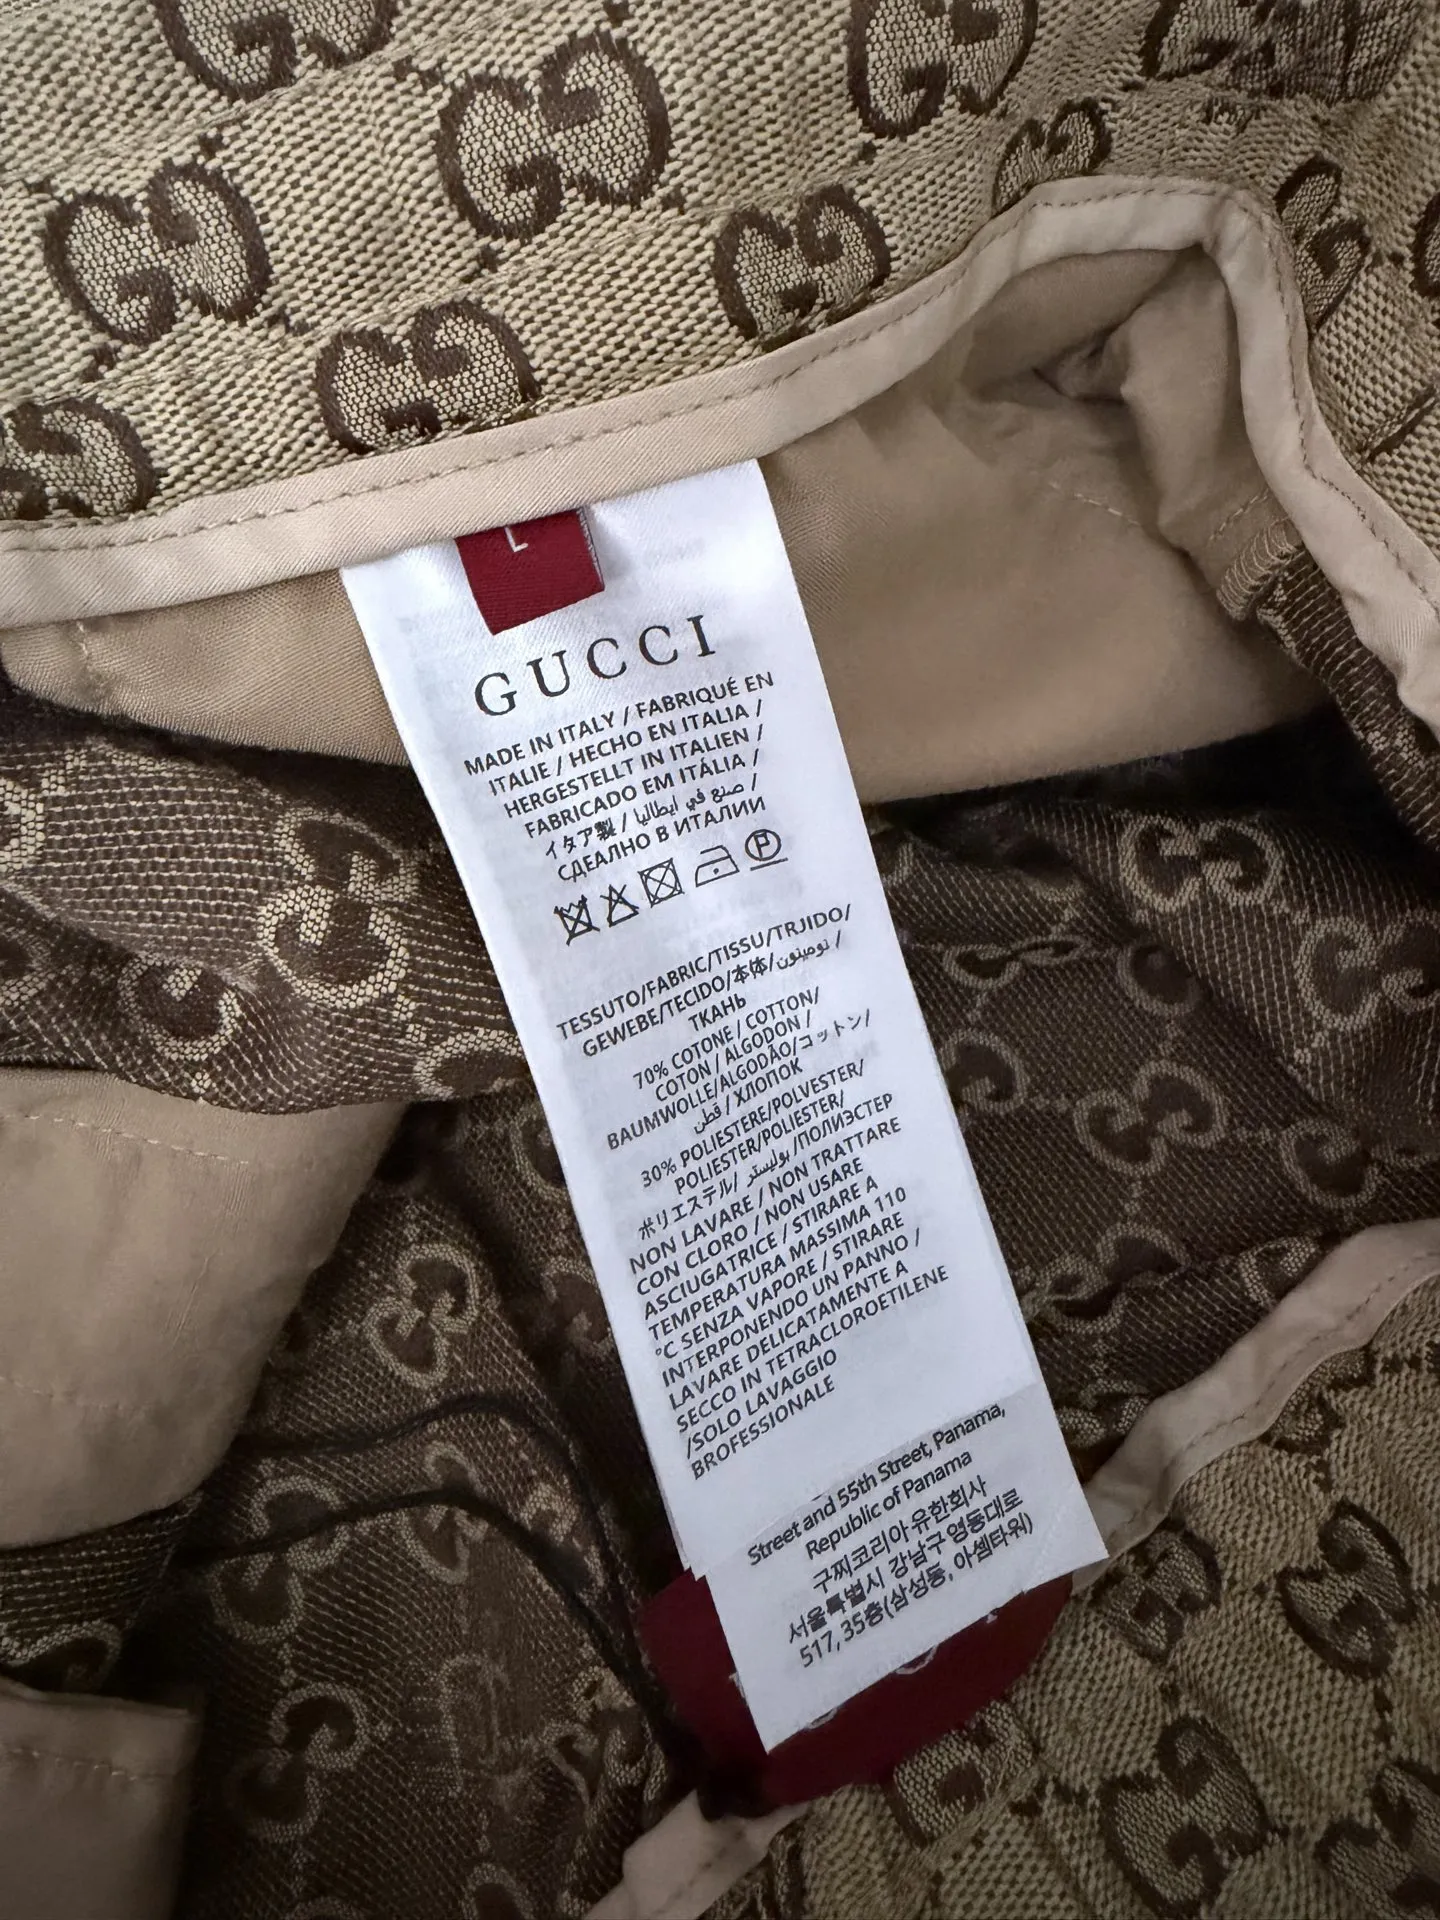 L
GUCCI
MADE IN ITALY / FABRIQUÉ EN
ITALIE / HECHO EN ITALIA /
HERGESTELLT IN ITALIEN /
FABRICADO EM ITÁLIA /
イタア製 / صنع في ايطاليا /
СДЕАЛНО В ИТАЛИИ
P
TESSUTO/FABRIC/TISSU/TRJIDO/
GEWEBE/TECIDO/本体/نوميتون /
ТКАНЬ
70% COTONE / COTTON/
COTON / ALGODON /
BAUMWOLLE/ALGODÃO/コットン/
قطن / ХЛОПОК
30% POLIESTERE/POLVESTER/
POLIESTER/POLIESTER/
ポリエステル/ بوليستر /ПОЛИЭСТЕР
NON LAVARE / NON TRATTARE
CON CLORO / NON USARE
ASCIUGATRICE / STIRARE A
TEMPERATURA MASSIMA 110
°C SENZA VAPORE / STIRARE
INTERPONENDO UN PANNO /
LAVARE DELICATAMENTE A
SECCO IN TETRACLOROETILENE
/SOLO LAVAGGIO
BROFESSIONALE
Street and 55th Street, Panama,
Republic of Panama
구찌코리아 유한회사
서울특별시 강남구 영동대로
517, 35층(삼성동, 아셈타워)